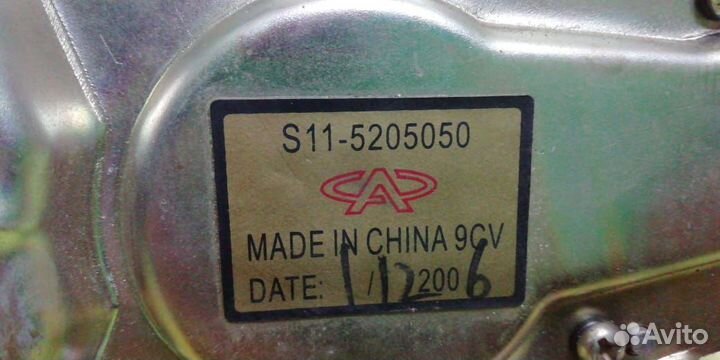 S11-5205050
MADE IN CHINA 9CV
DATE: 1/12 2006
Avito